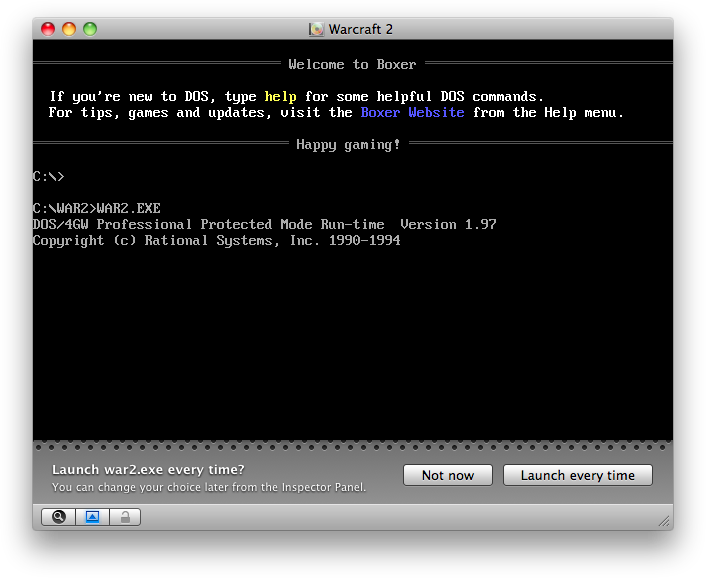 Warcraft 2
Welcome to Boxer
If you're new to DOS, type help for some helpful DOS commands.
For tips, games and updates, visit the Boxer Website from the Help menu.
Happy gaming!
C:\>
C:\WAR2>WAR2.EXE
DOS/4GW Professional Protected Mode Run-time  Version 1.97
Copyright (c) Rational Systems, Inc. 1990-1994
Launch war2.exe every time?
You can change your choice later from the Inspector Panel.
Not now
Launch every time